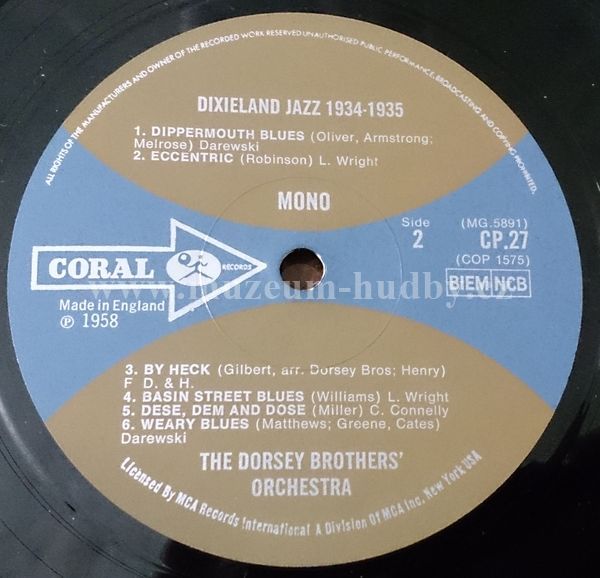 ALL RIGHTS OF THE MANUFACTURERS AND OWNER OF THE RECORDED WORK RESERVED UNAUTHORISED PUBLIC PERFORMANCE, BROADCASTING AND COPYING PROHIBITED.
DIXIELAND JAZZ 1934-1935
1. DIPPERMOUTH BLUES (Oliver, Armstrong;
Melrose) Darewski
2. ECCENTRIC (Robinson) L. Wright
MONO
Side
2
(MG.5891)
CP.27
(COP 1575)
BIEM-NCB
CORAL
RECORDS
Made in England
℗ 1958
www.muzeum-hudby.cz
3. BY HECK (Gilbert, arr. Dorsey Bros; Henry)
F. D. & H.
4. BASIN STREET BLUES (Williams) L. Wright
5. DESE, DEM AND DOSE (Miller) C. Connelly
6. WEARY BLUES (Matthews; Greene, Cates)
Darewski
THE DORSEY BROTHERS'
ORCHESTRA
Licensed By MCA Records International A Division Of MCA Inc. New York USA